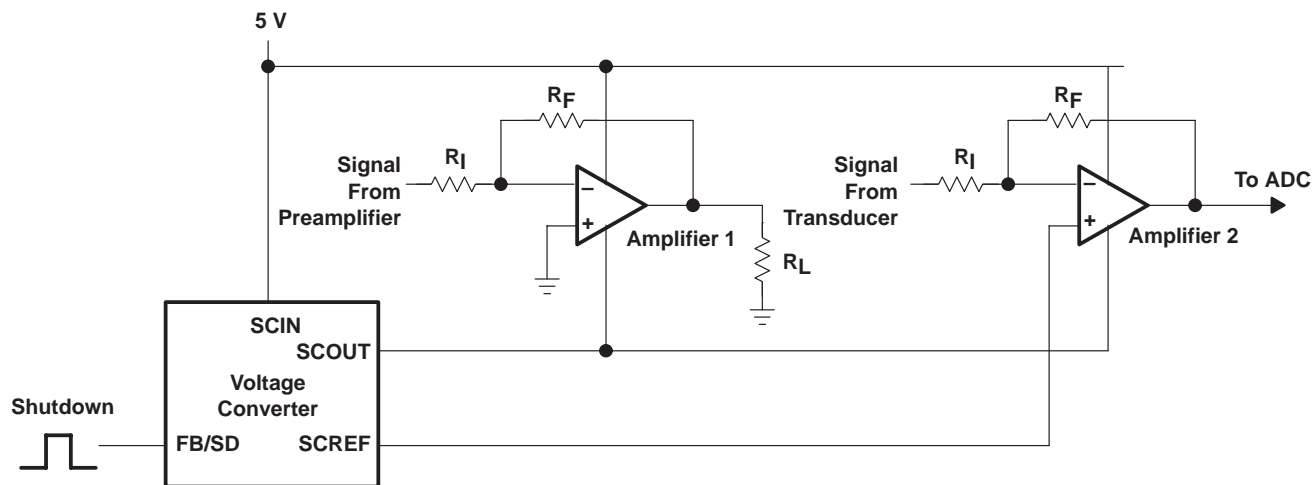 5 V
RF
RF
Signal
From
Preamplifier
RI
−
+
Amplifier 1
RL
Signal
From
Transducer
RI
−
+
Amplifier 2
To ADC
SCIN
SCOUT
Voltage
Converter
Shutdown
FB/SD
SCREF